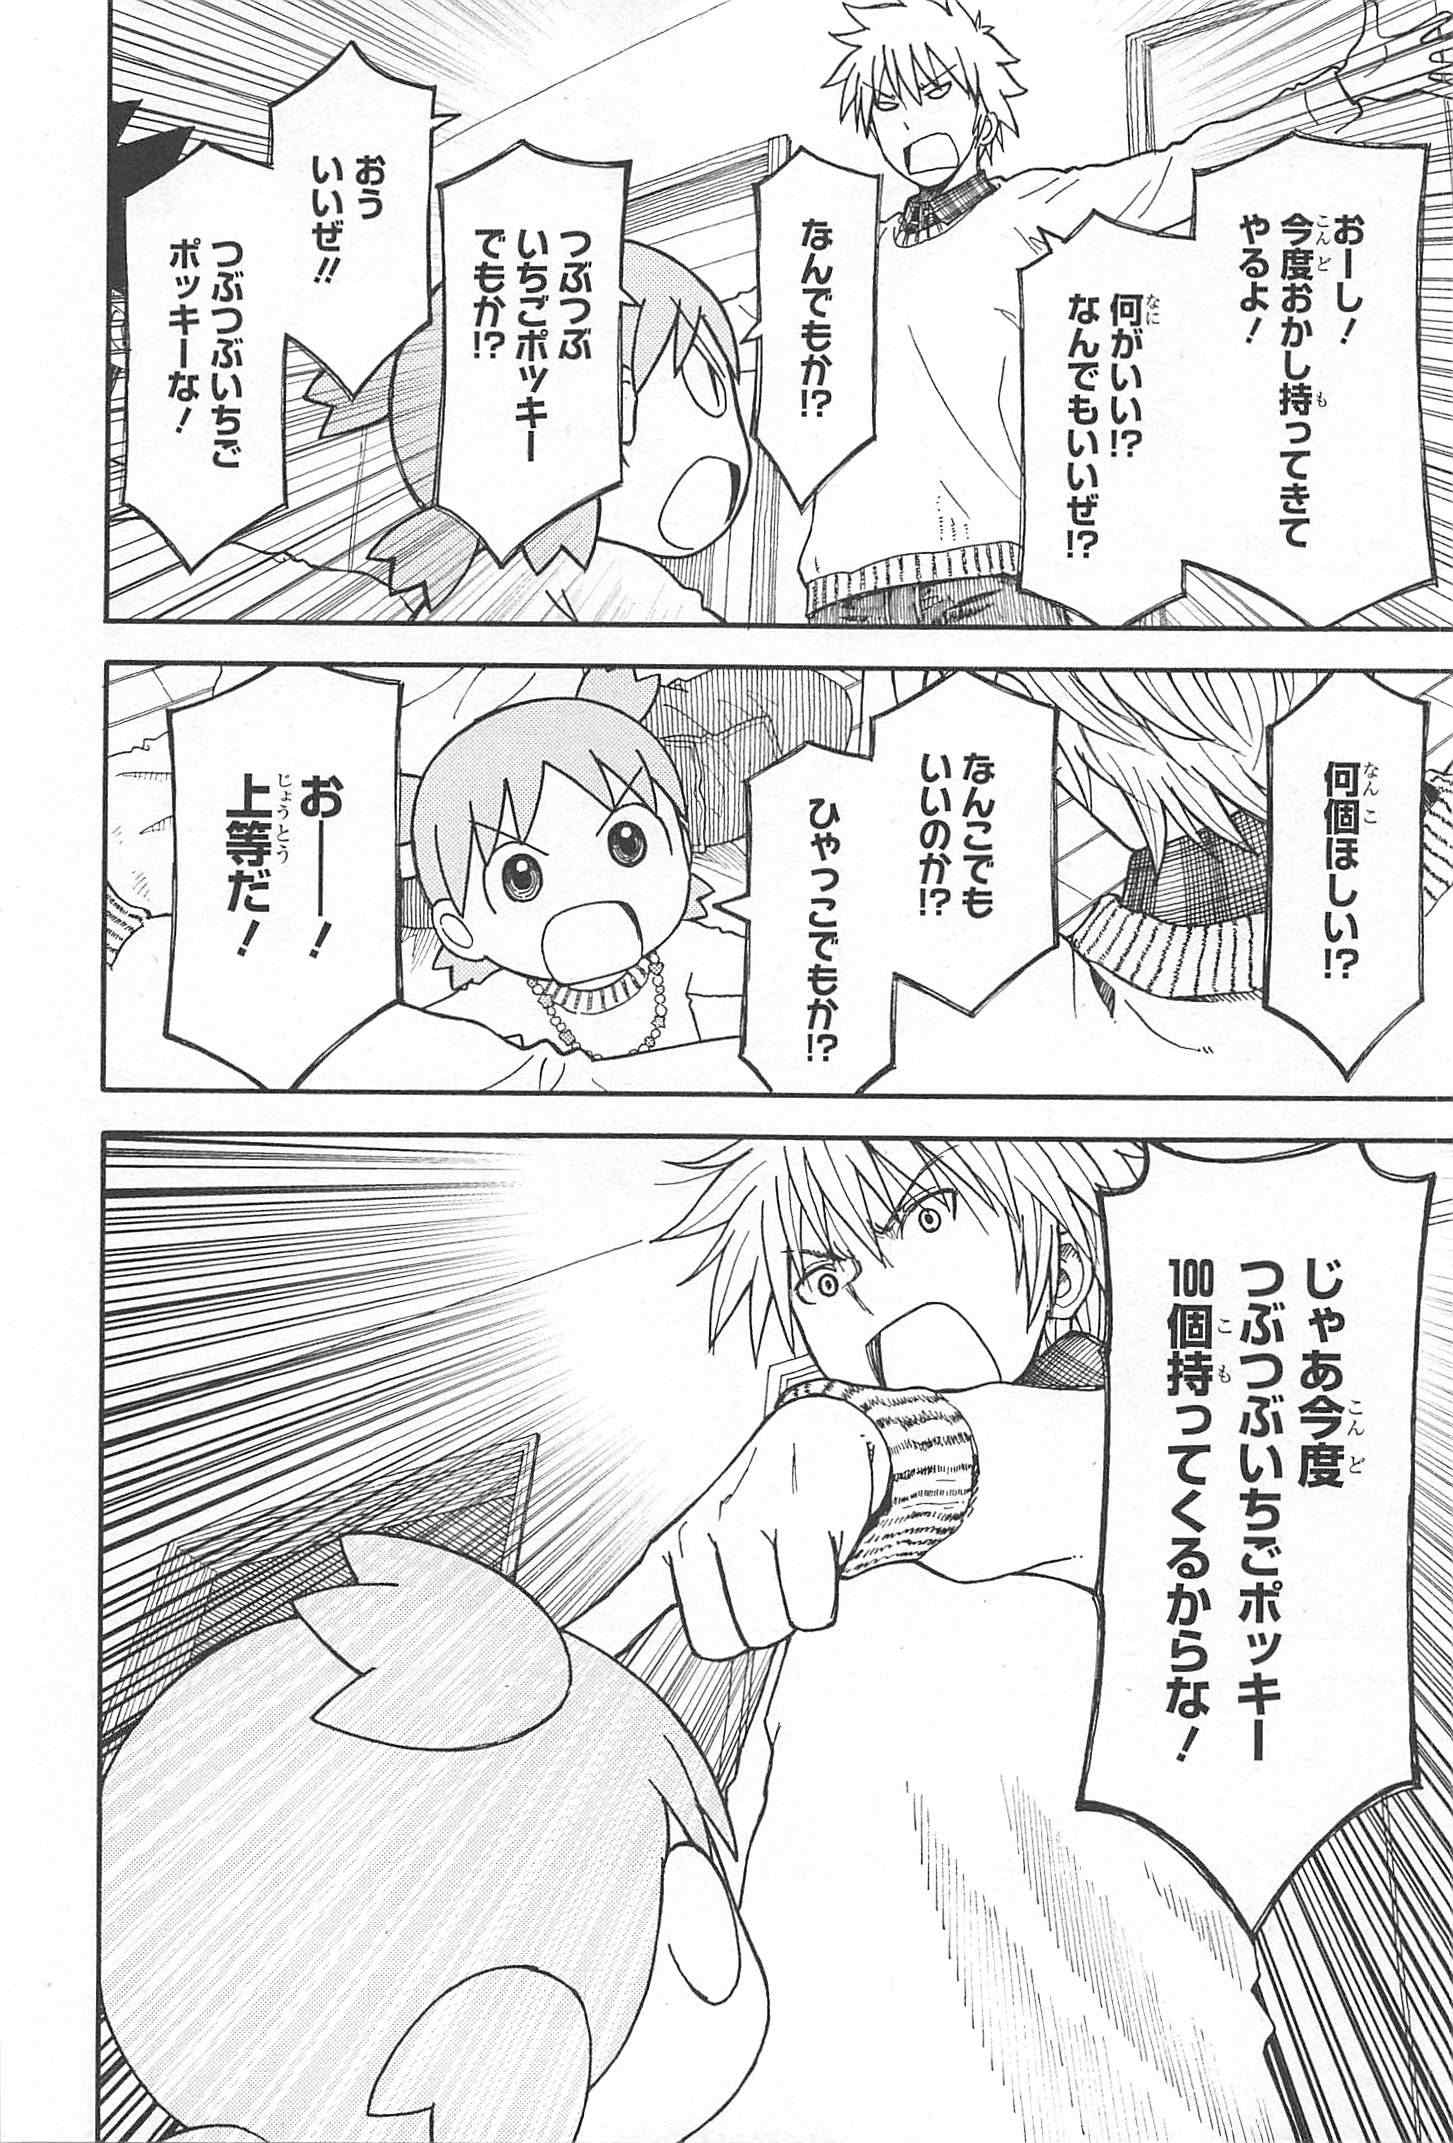 おーし！
今度おかし持ってきて
やるよ！
何がいい!?
なんでもいいぜ!?
なんでもか!?
つぶつぶ
いちごポッキー
でもか!?
おう
いいぜ!!
つぶつぶいちご
ポッキーな！
何個ほしい!?
なんこでも
いいのか!?
ひゃっこでもか!?
おーー！
上等だ！
じゃあ今度
つぶつぶいちごポッキー
100個持ってくるからな！